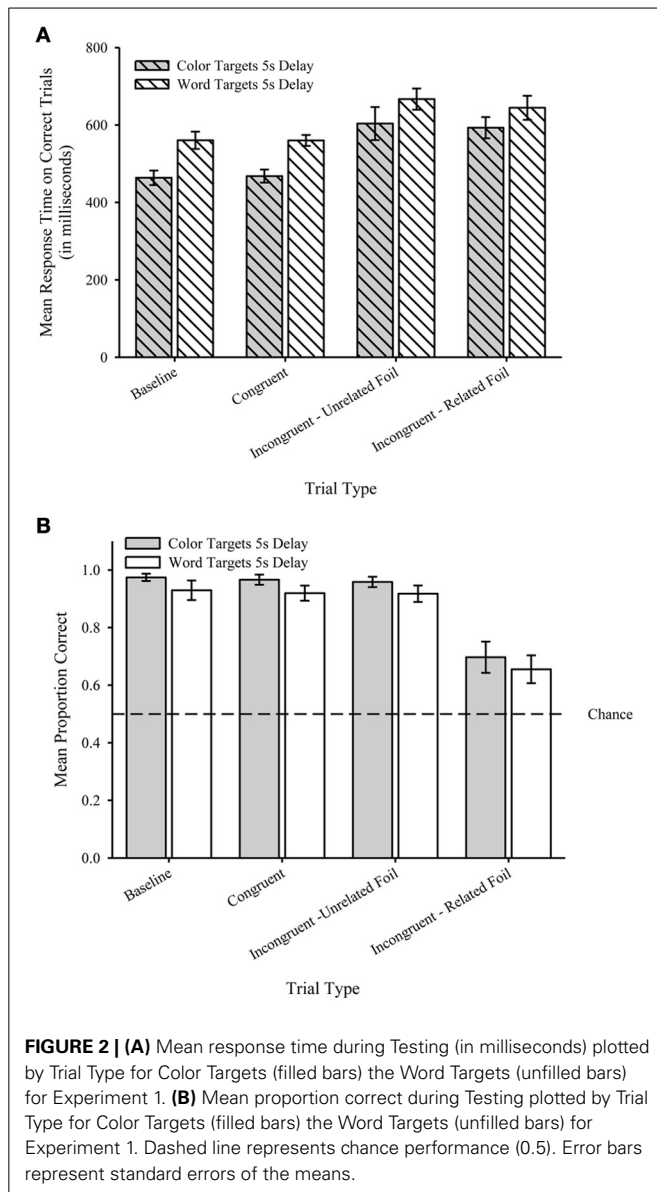 A
800
600
400
200
0
Mean Response Time on Correct Trials
(in milliseconds)
Color Targets 5s Delay
Word Targets 5s Delay
Baseline
Congruent
Incongruent - Unrelated Foil
Incongruent - Related Foil
Trial Type
B
1.0
0.8
0.6
0.4
0.2
0.0
Mean Proportion Correct
Color Targets 5s Delay
Word Targets 5s Delay
Chance
Baseline
Congruent
Incongruent -Unrelated Foil
Incongruent - Related Foil
Trial Type
FIGURE 2 | (A) Mean response time during Testing (in milliseconds) plotted
by Trial Type for Color Targets (filled bars) the Word Targets (unfilled bars)
for Experiment 1. (B) Mean proportion correct during Testing plotted by Trial
Type for Color Targets (filled bars) the Word Targets (unfilled bars) for
Experiment 1. Dashed line represents chance performance (0.5). Error bars
represent standard errors of the means.